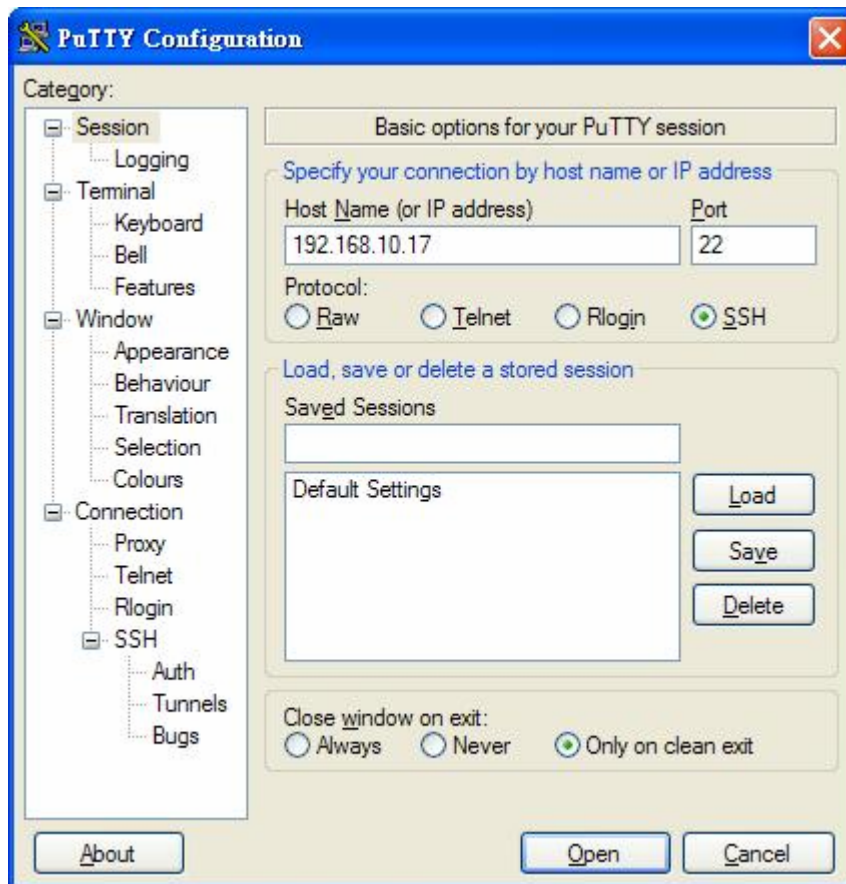 PuTTY Configuration
Category:
Session
Logging
Terminal
Keyboard
Bell
Features
Window
Appearance
Behaviour
Translation
Selection
Colours
Connection
Proxy
Telnet
Rlogin
SSH
Auth
Tunnels
Bugs
Basic options for your PuTTY session
Specify your connection by host name or IP address
Host Name (or IP address) Port
192.168.10.17 22
Protocol:
Raw Telnet Rlogin SSH
Load, save or delete a stored session
Saved Sessions
Default Settings
Load
Save
Delete
Close window on exit:
Always Never Only on clean exit
About Open Cancel